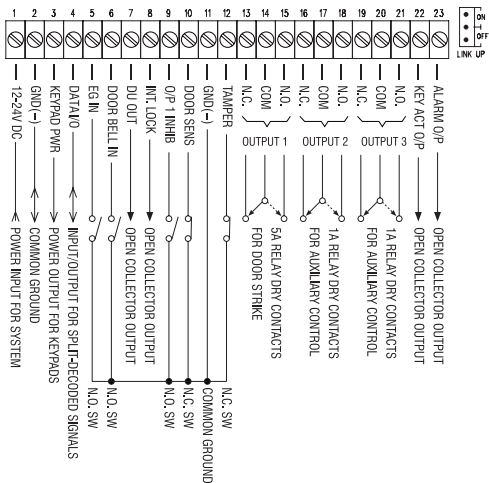 1 2 3 4 5 6 7 8 9 10 11 12 13 14 15 16 17 18 19 20 21 22 23
ON
OFF
LINK UP
12-24V DC
GND(-)
KEYPAD PWR
DATA I/O
EG IN
DOOR BELL IN
DU OUT
INT. LOCK
O/P 1 INHIB
DOOR SENS
GND(-)
TAMPER
N.C.
COM
N.O.
N.C.
COM
N.O.
N.C.
COM
N.O.
KEY ACT O/P
ALARM O/P
OUTPUT 1
OUTPUT 2
OUTPUT 3
POWER INPUT FOR SYSTEM
COMMON GROUND
POWER OUTPUT FOR KEYPADS
INPUT/OUTPUT FOR SPLIT-DECODED SIGNALS
N.O. SW
N.O. SW
OPEN COLLECTOR OUTPUT
OPEN COLLECTOR OUTPUT
N.O. SW
N.C. SW
COMMON GROUND
N.C. SW
5A RELAY DRY CONTACTS
FOR DOOR STRIKE
1A RELAY DRY CONTACTS
FOR AUXILIARY CONTROL
1A RELAY DRY CONTACTS
FOR AUXILIARY CONTROL
OPEN COLLECTOR OUTPUT
OPEN COLLECTOR OUTPUT